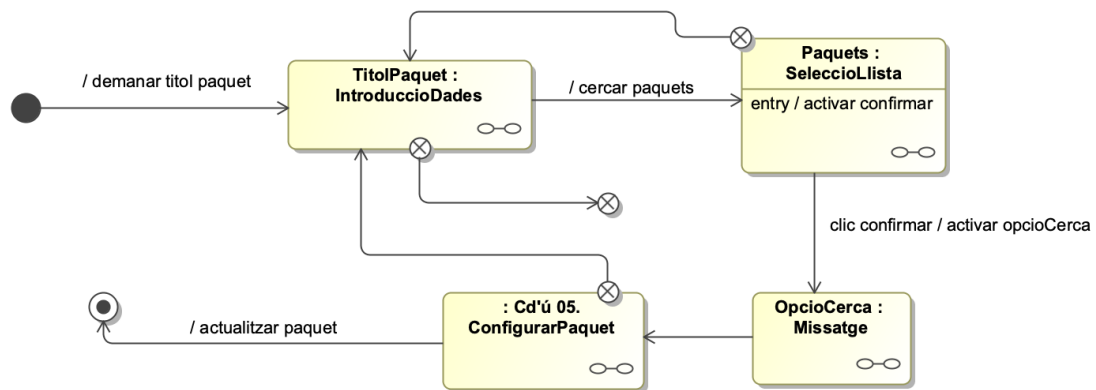 / demanar titol paquet
TitolPaquet :
IntroduccioDades
/ cercar paquets
Paquets :
SeleccioLlista
entry / activar confirmar
clic confirmar / activar opcioCerca
OpcioCerca :
Missatge
: Cd'ú 05.
ConfigurarPaquet
/ actualitzar paquet